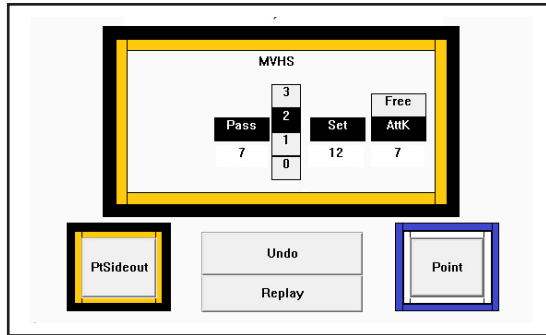 MVHS
3
Free
Pass 2 Set AttK
1
7 12 7
0
PtSideout
Undo
Replay
Point